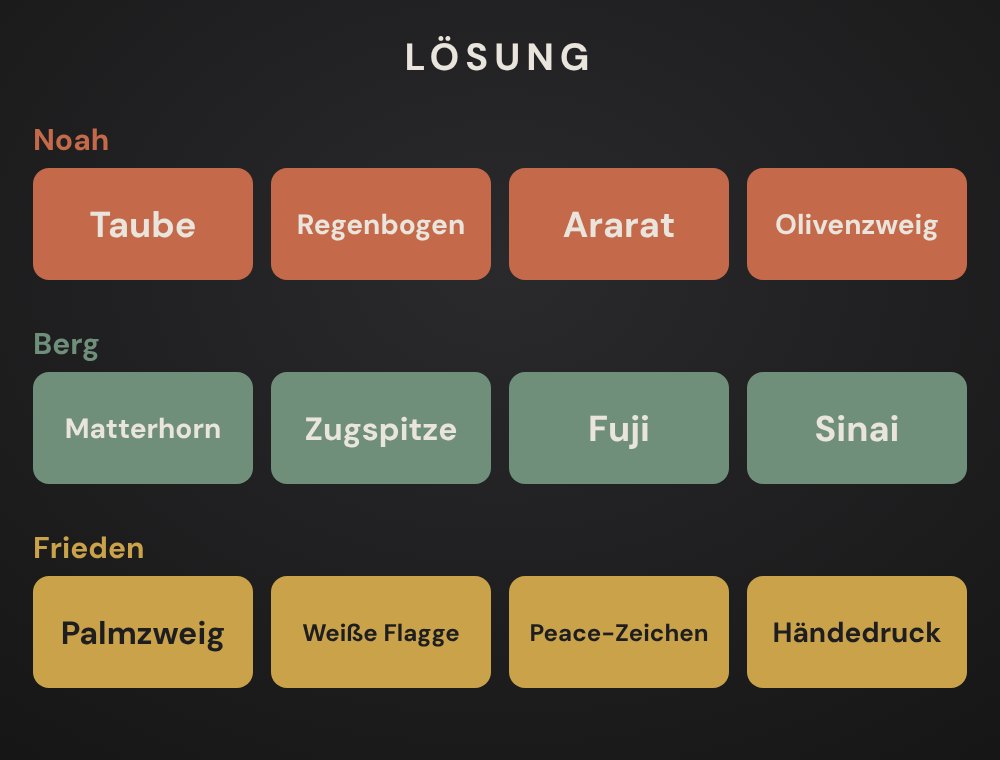 LÖSUNG
Noah
Taube
Regenbogen
Ararat
Olivenzweig
Berg
Matterhorn
Zugspitze
Fuji
Sinai
Frieden
Palmzweig
Weiße Flagge
Peace-Zeichen
Händedruck